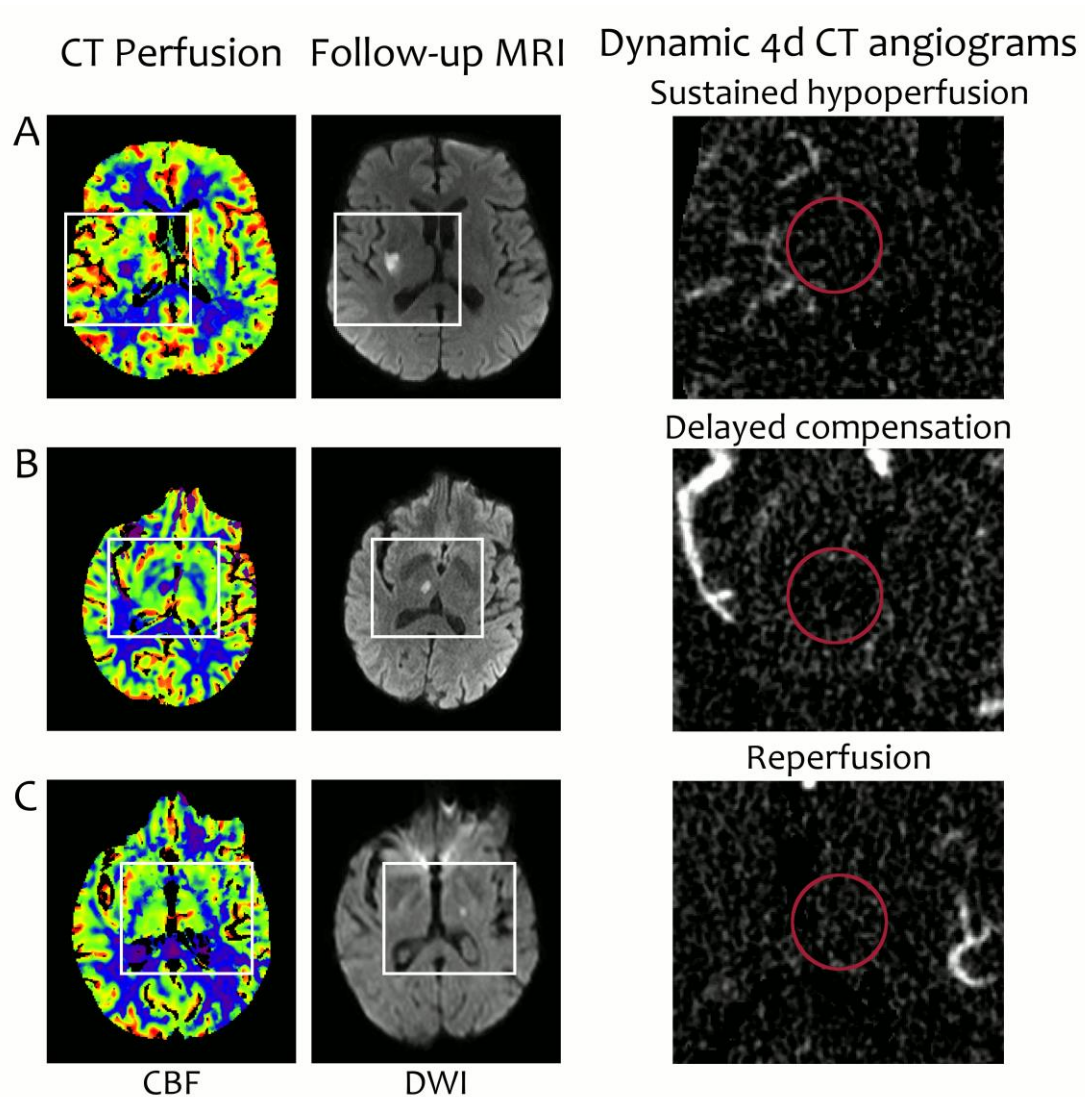 CT Perfusion Follow-up MRI Dynamic 4d CT angiograms
Sustained hypoperfusion
A
Delayed compensation
B
Reperfusion
C
CBF DWI